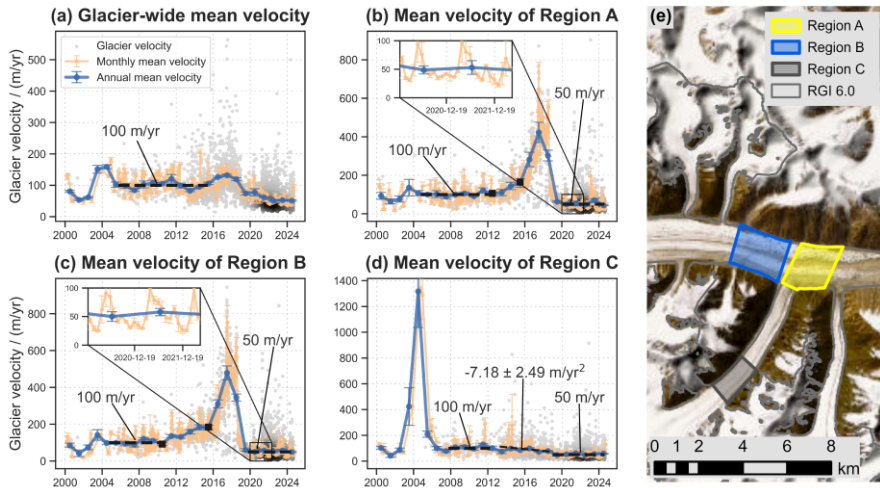 (a) Glacier-wide mean velocity
Glacier velocity / (m/yr)
500
400
300
200
100
0
Glacier velocity
Monthly mean velocity
Annual mean velocity
100 m/yr
2000 2004 2008 2012 2016 2020 2024
(b) Mean velocity of Region A
800
600
400
200
0
100
50
0
2020-12-19 2021-12-19
50 m/yr
100 m/yr
2000 2004 2008 2012 2016 2020 2024
(c) Mean velocity of Region B
Glacier velocity / (m/yr)
800
600
400
200
0
100
50
0
2020-12-19 2021-12-19
50 m/yr
100 m/yr
2000 2004 2008 2012 2016 2020 2024
(d) Mean velocity of Region C
1400
1200
1000
800
600
400
200
0
-7.18 ± 2.49 m/yr²
100 m/yr
50 m/yr
2000 2004 2008 2012 2016 2020 2024
(e)
Region A
Region B
Region C
RGI 6.0
0 1 2 4 6 8
km